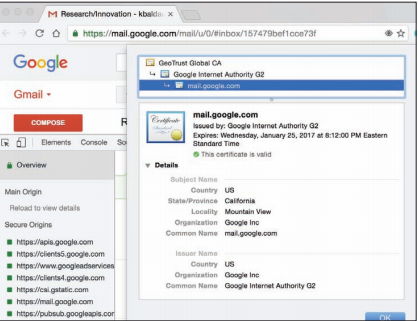 Research/Innovation - kbalda
https://mail.google.com/mail/u/0/#inbox/157479bef1cce73f
Google
Gmail
COMPOSE
R
Elements Console Sou
Overview
Main Origin
Reload to view details
Secure Origins
https://apis.google.com
https://clients5.google.com
https://www.googleadservices
https://clients4.google.com
https://csi.gstatic.com
https://mail.google.com
https://pubsub.googleapis.cor
GeoTrust Global CA
Google Internet Authority G2
mail.google.com
Certificate
mail.google.com
Issued by: Google Internet Authority G2
Expires: Wednesday, January 25, 2017 at 8:12:00 PM Eastern
Standard Time
This certificate is valid
Details
Subject Name
Country US
State/Province California
Locality Mountain View
Organization Google Inc
Common Name mail.google.com
Issuer Name
Country US
Organization Google Inc
Common Name Google Internet Authority G2
OK